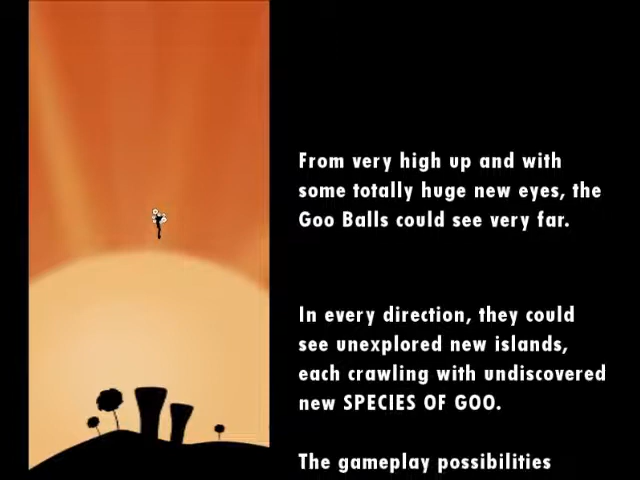 From very high up and with
some totally huge new eyes, the
Goo Balls could see very far.
In every direction, they could
see unexplored new islands,
each crawling with undiscovered
new SPECIES OF GOO.
The gameplay possibilities